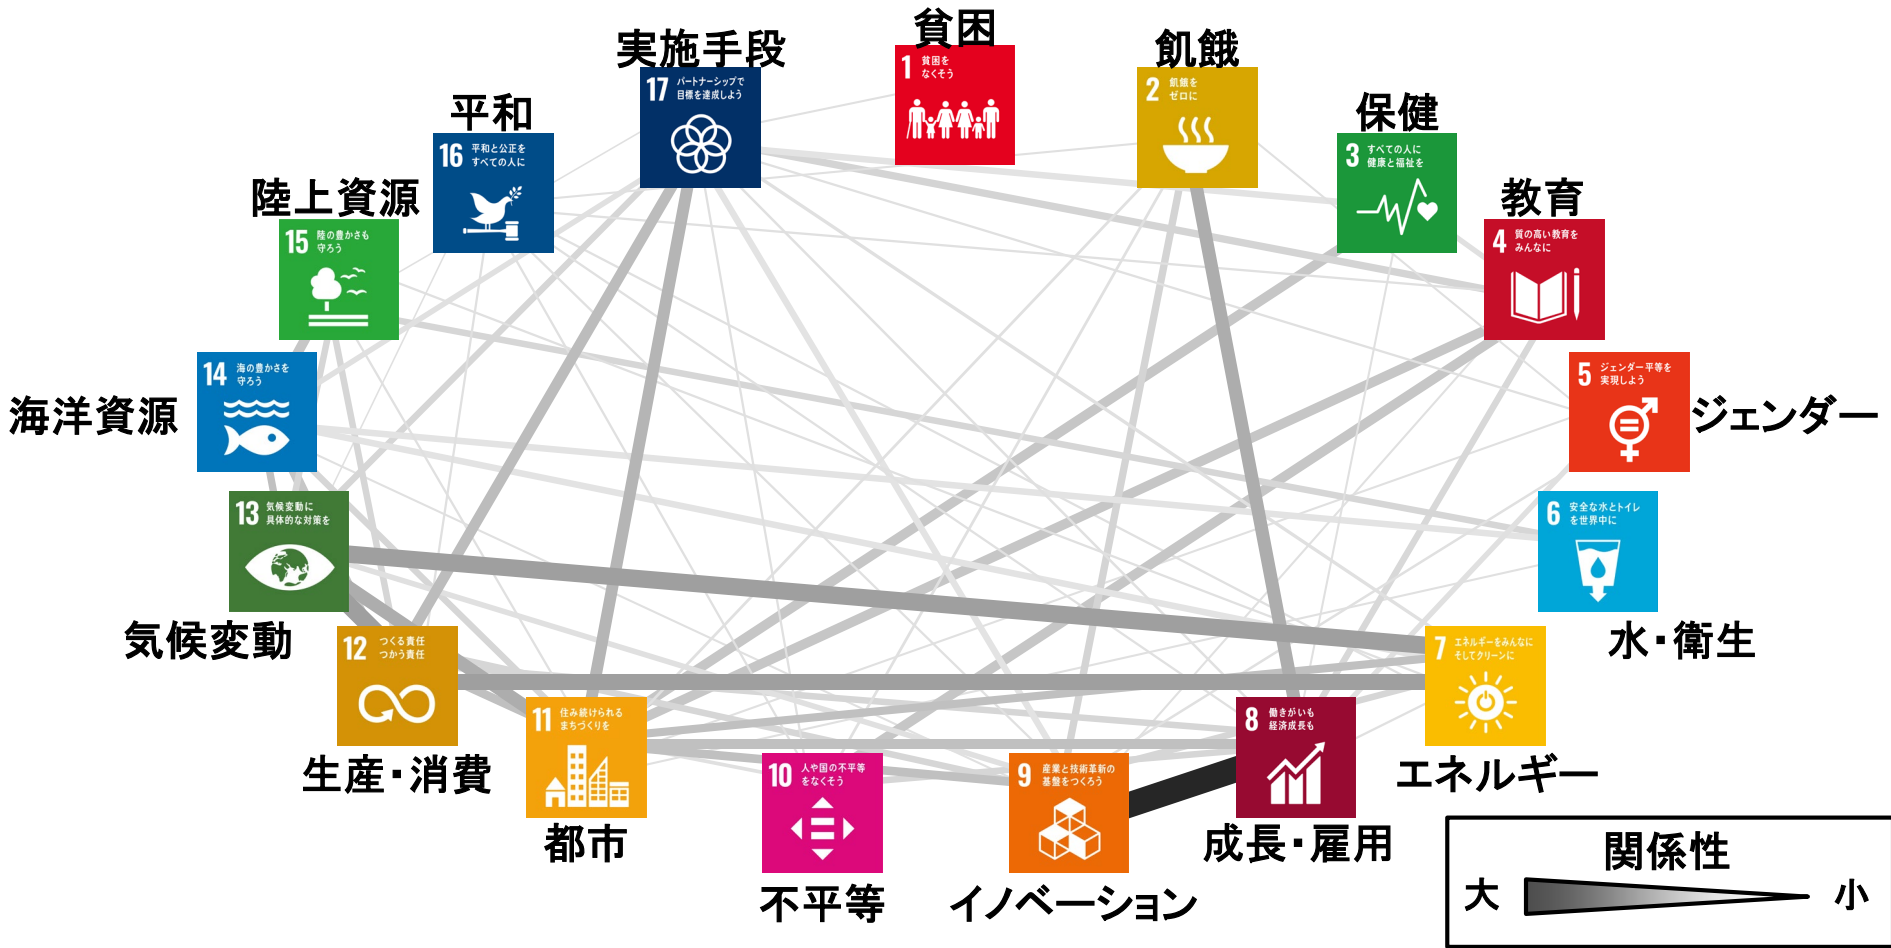 貧困
1 貧困を
なくそう
飢餓
2 飢餓を
ゼロに
保健
3 すべての人に
健康と福祉を
教育
4 質の高い教育を
みんなに
5 ジェンダー平等を
実現しよう
ジェンダー
6 安全な水とトイレ
を世界中に
水・衛生
7 エネルギーをみんなに
そしてクリーンに
エネルギー
8 働きがいも
経済成長も
成長・雇用
9 産業と技術革新の
基盤をつくろう
イノベーション
10 人や国の不平等
をなくそう
不平等
11 住み続けられる
まちづくりを
都市
12 つくる責任
つかう責任
生産・消費
13 気候変動に
具体的な対策を
気候変動
14 海の豊かさを
守ろう
海洋資源
陸上資源
15 陸の豊かさも
守ろう
平和
16 平和と公正を
すべての人に
実施手段
17 パートナーシップで
目標を達成しよう
関係性
大 小